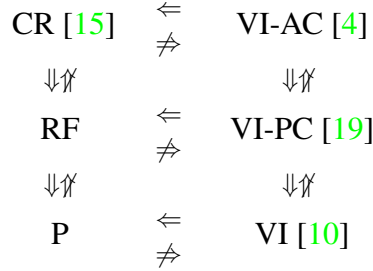 CR [15] ⇐ ⇏ VI-AC [4]
⇓⇑̸ ⇓⇑̸
RF ⇐ ⇏ VI-PC [19]
⇓⇑̸ ⇓⇑̸
P ⇐ ⇏ VI [10]